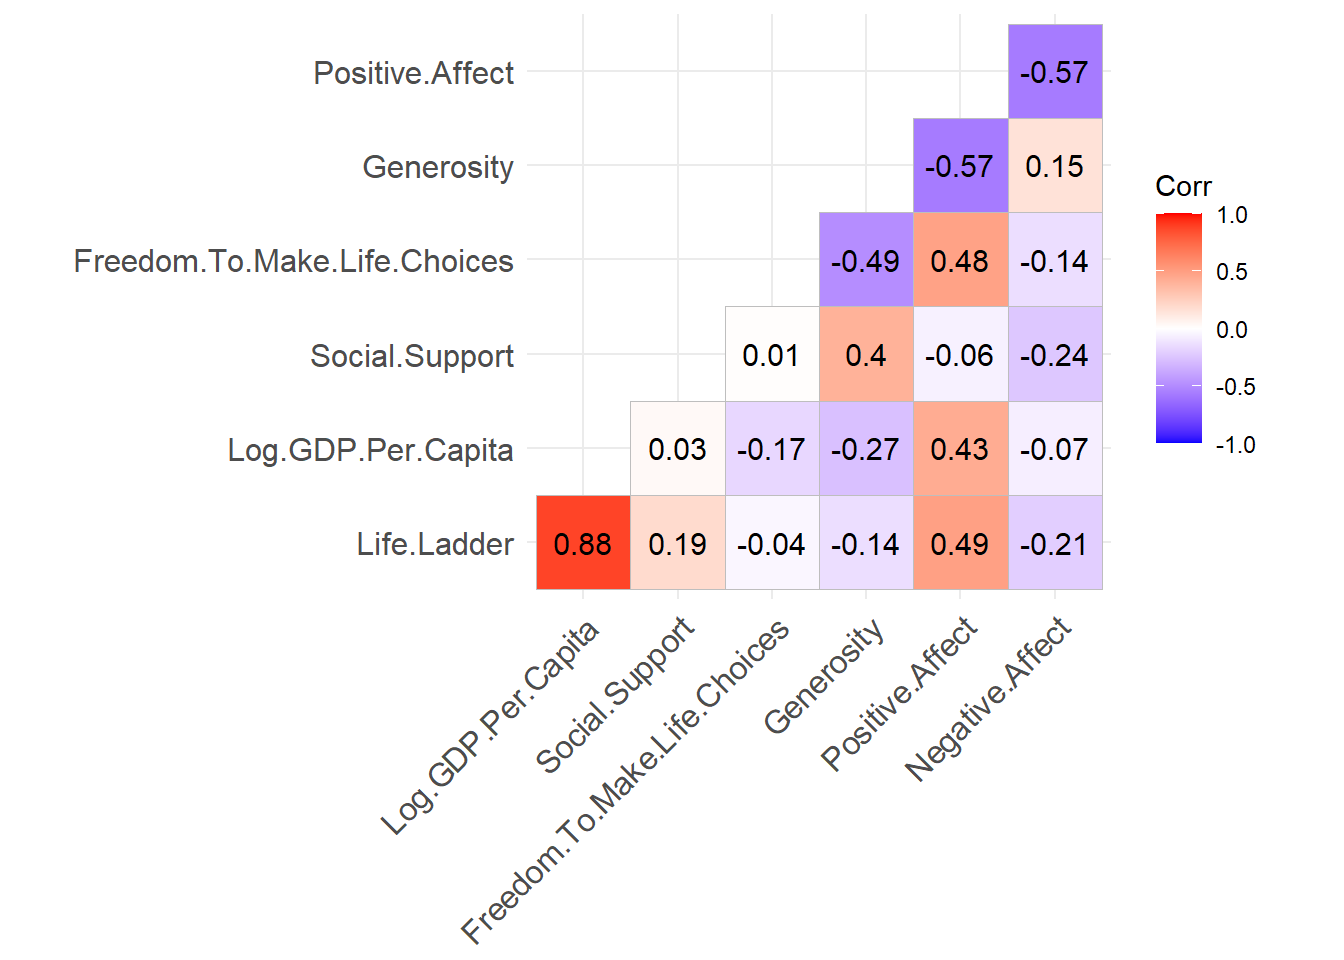 Positive.Affect -0.57
Generosity -0.57 0.15
Freedom.To.Make.Life.Choices -0.49 0.48 -0.14
Social.Support 0.01 0.4 -0.06 -0.24
Log.GDP.Per.Capita 0.03 -0.17 -0.27 0.43 -0.07
Life.Ladder 0.88 0.19 -0.04 -0.14 0.49 -0.21
Log.GDP.Per.Capita
Social.Support
Freedom.To.Make.Life.Choices
Generosity
Positive.Affect
Negative.Affect
Corr
1.0
0.5
0.0
-0.5
-1.0